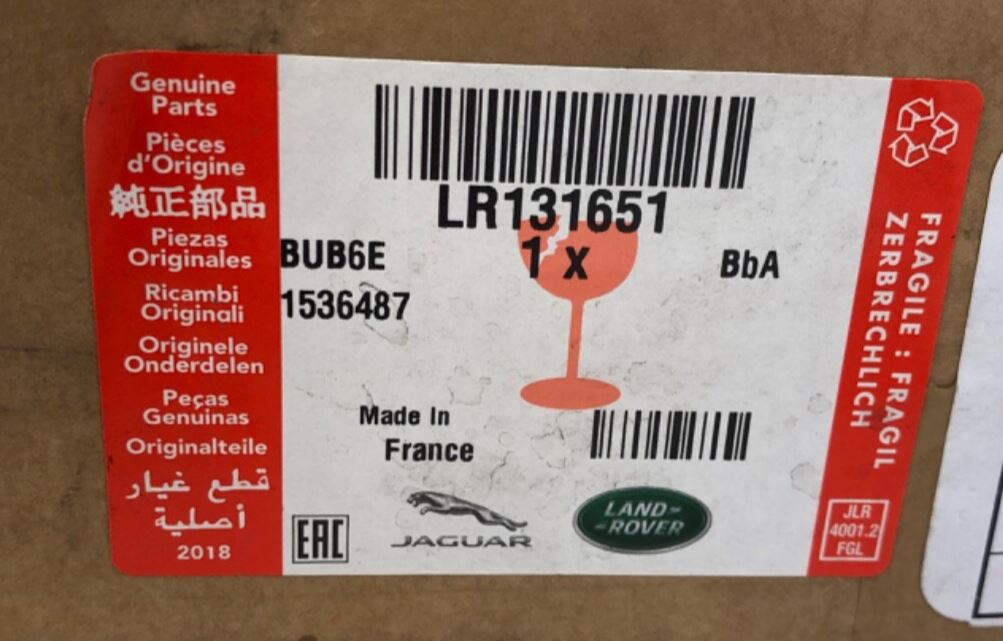 Genuine
Parts
Pièces
d'Origine
純正部品
Piezas
Originales
Ricambi
Originali
Originele
Onderdelen
Peças
Genuinas
Originalteile
قطع غيار
أصلية
2018
LR131651
BUB6E
1 x
BbA
1536487
Made In
France
EAC
JAGUAR
LAND-
-ROVER
FRAGILE : FRAGIL
ZERBRECHLICH
JLR
4001.2
FGL